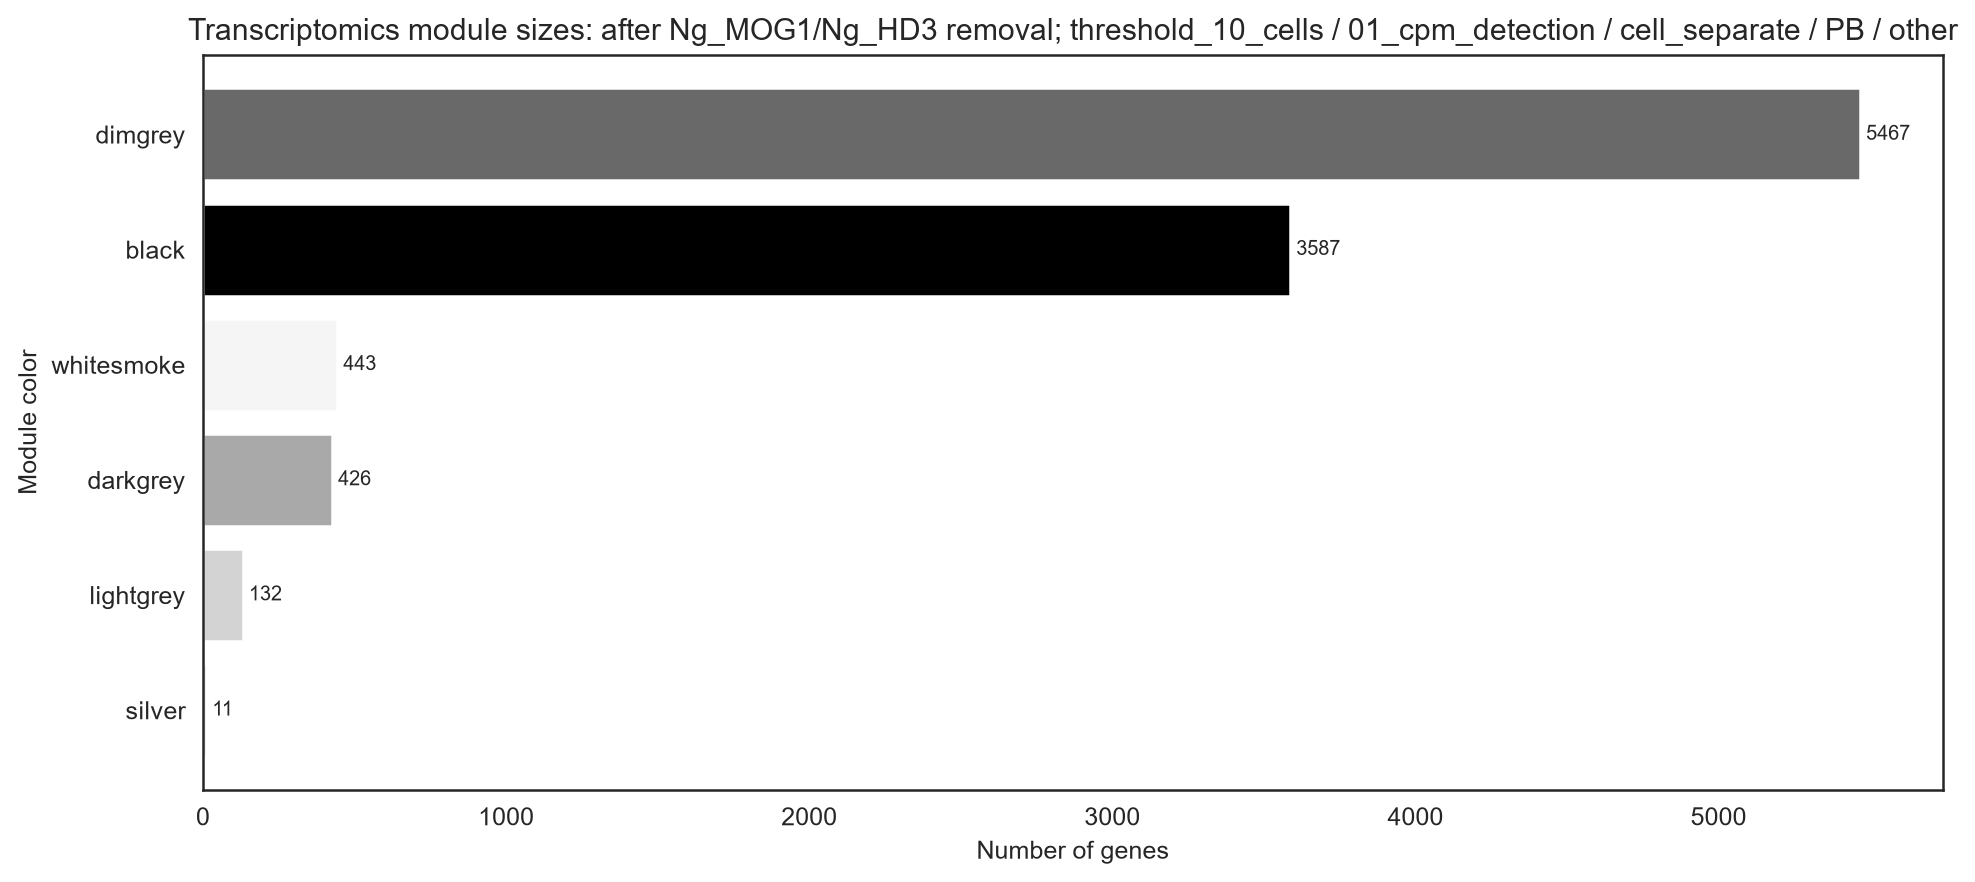 Transcriptomics module sizes: after Ng_MOG1/Ng_HD3 removal; threshold_10_cells / 01_cpm_detection / cell_separate / PB / other
Module color
dimgrey
5467
black
3587
whitesmoke
443
darkgrey
426
lightgrey
132
silver
11
0 1000 2000 3000 4000 5000
Number of genes